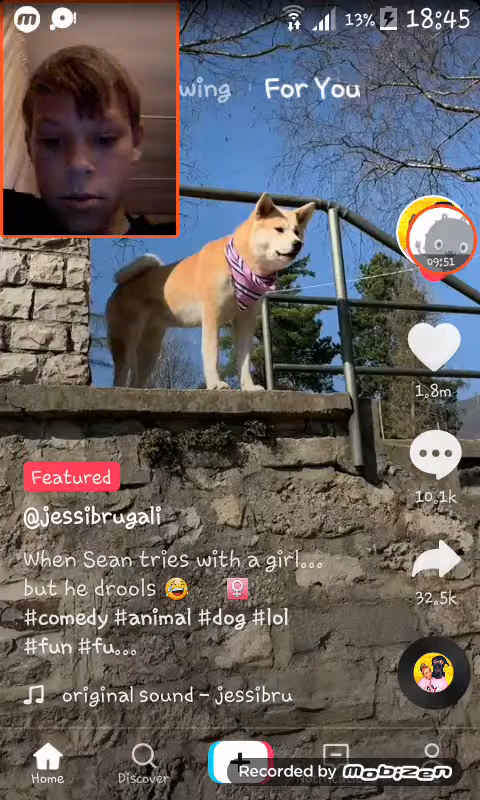 13% 18:45
wing For You
09:51
1.8m
10.1k
32.5k
Featured
@jessibrugali
When Sean tries with a girl...
but he drools 😂 🚺
#comedy #animal #dog #lol
#fun #fu...
original sound - jessibru
Home
Discover
Recorded by mobizen